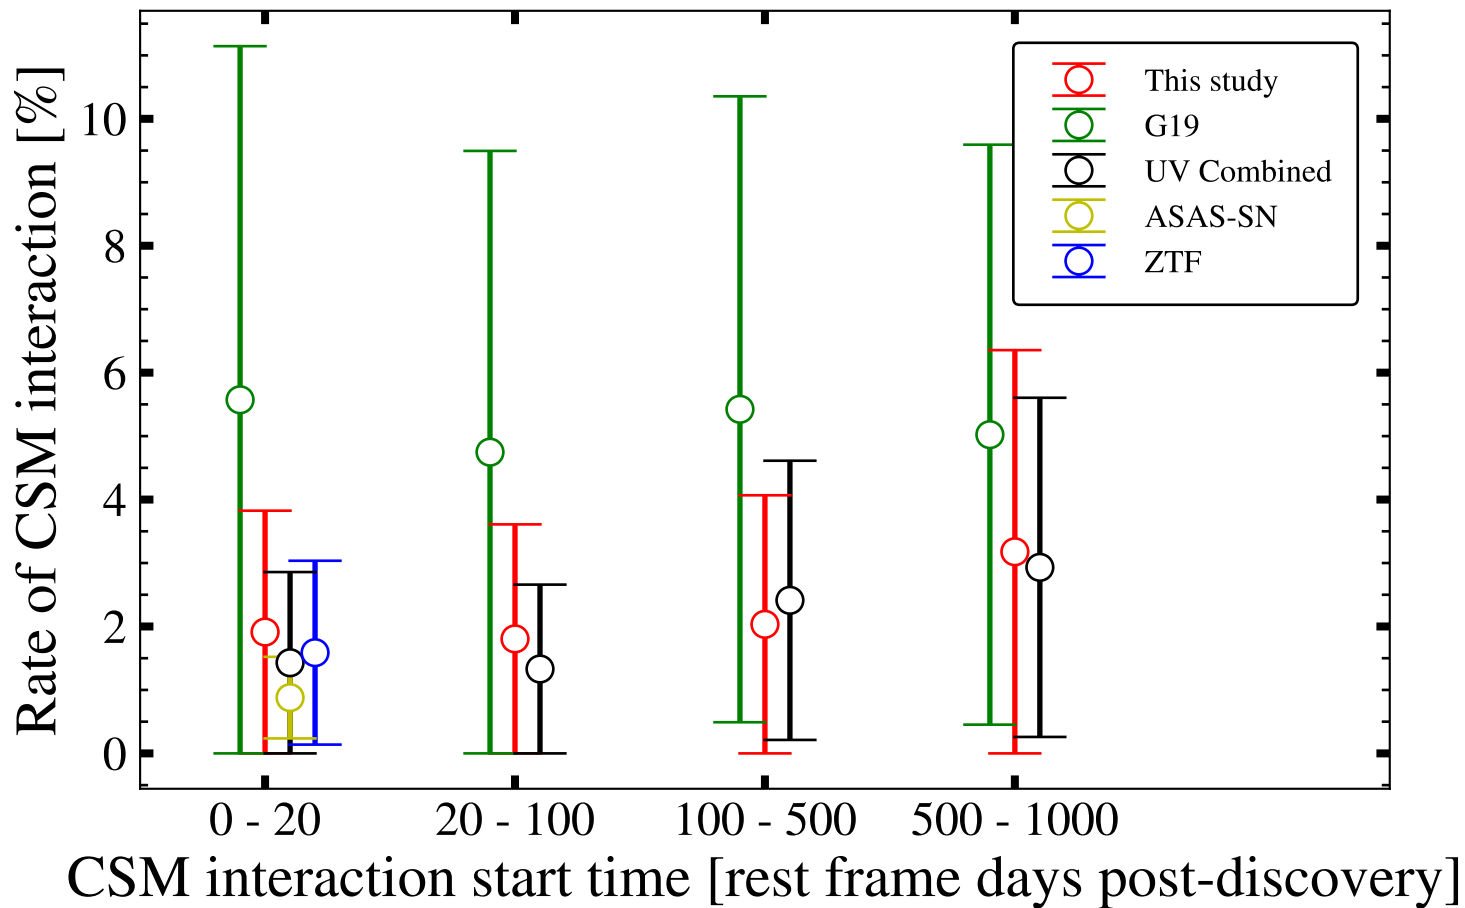 Rate of CSM interaction [%]
10
8
6
4
2
0
This study
G19
UV Combined
ASAS-SN
ZTF
0 - 20
20 - 100
100 - 500
500 - 1000
CSM interaction start time [rest frame days post-discovery]